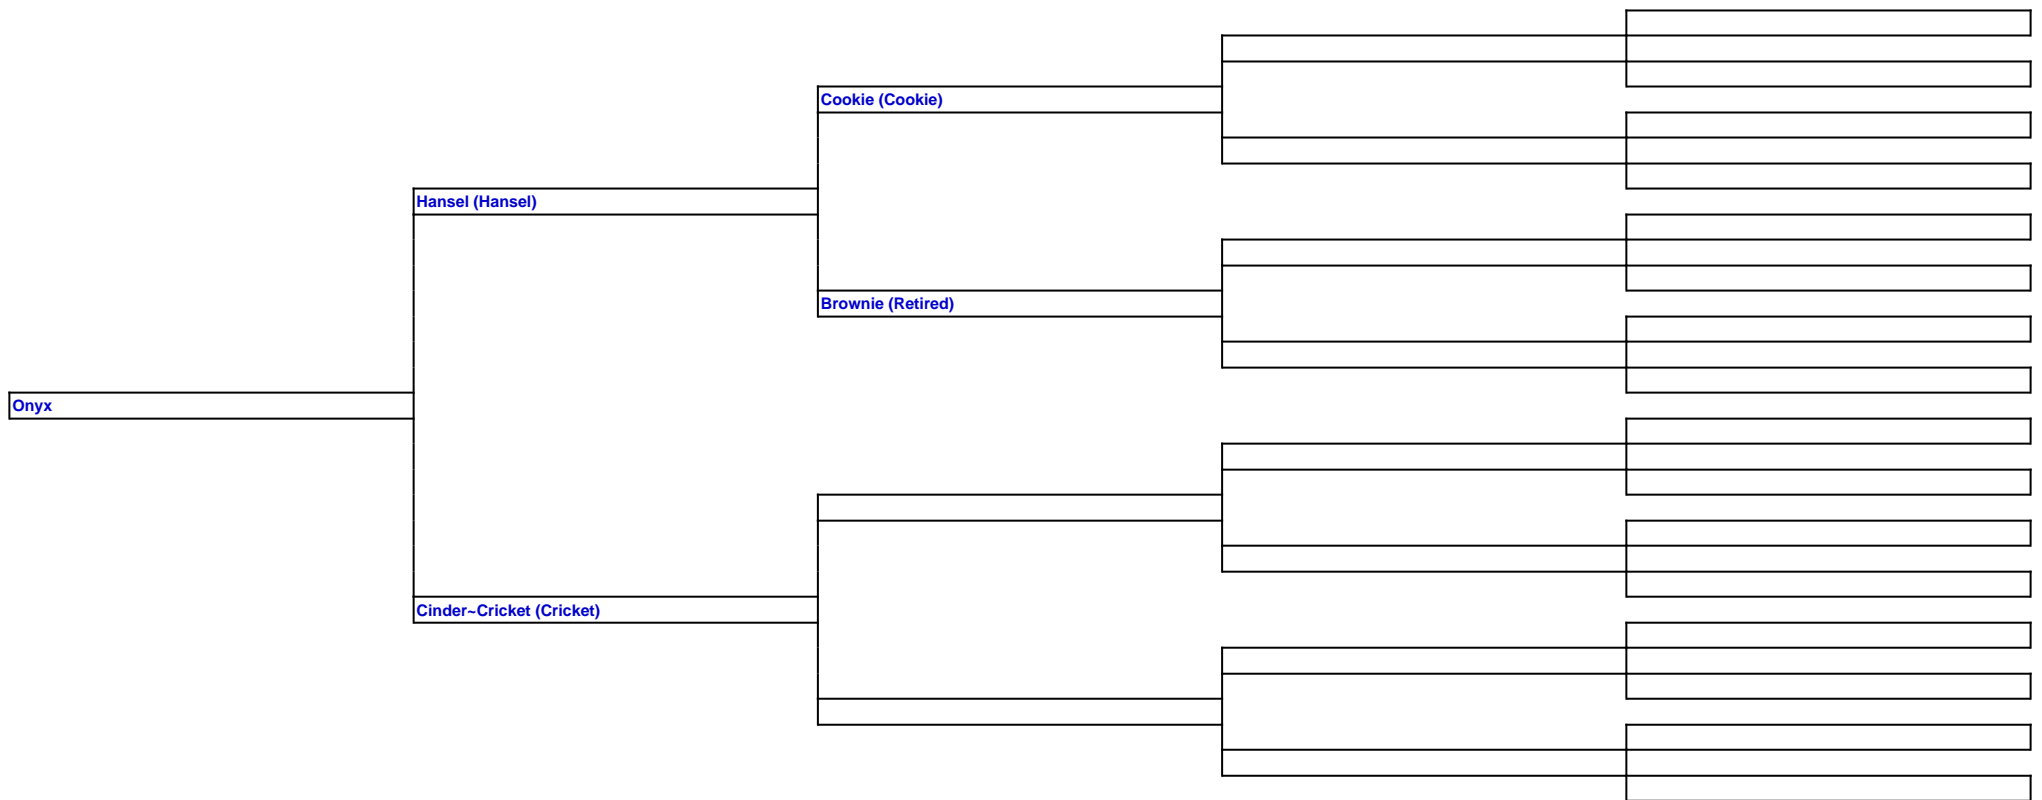 Cookie (Cookie)
Hansel (Hansel)
Brownie (Retired)
Onyx
Cinder~Cricket (Cricket)